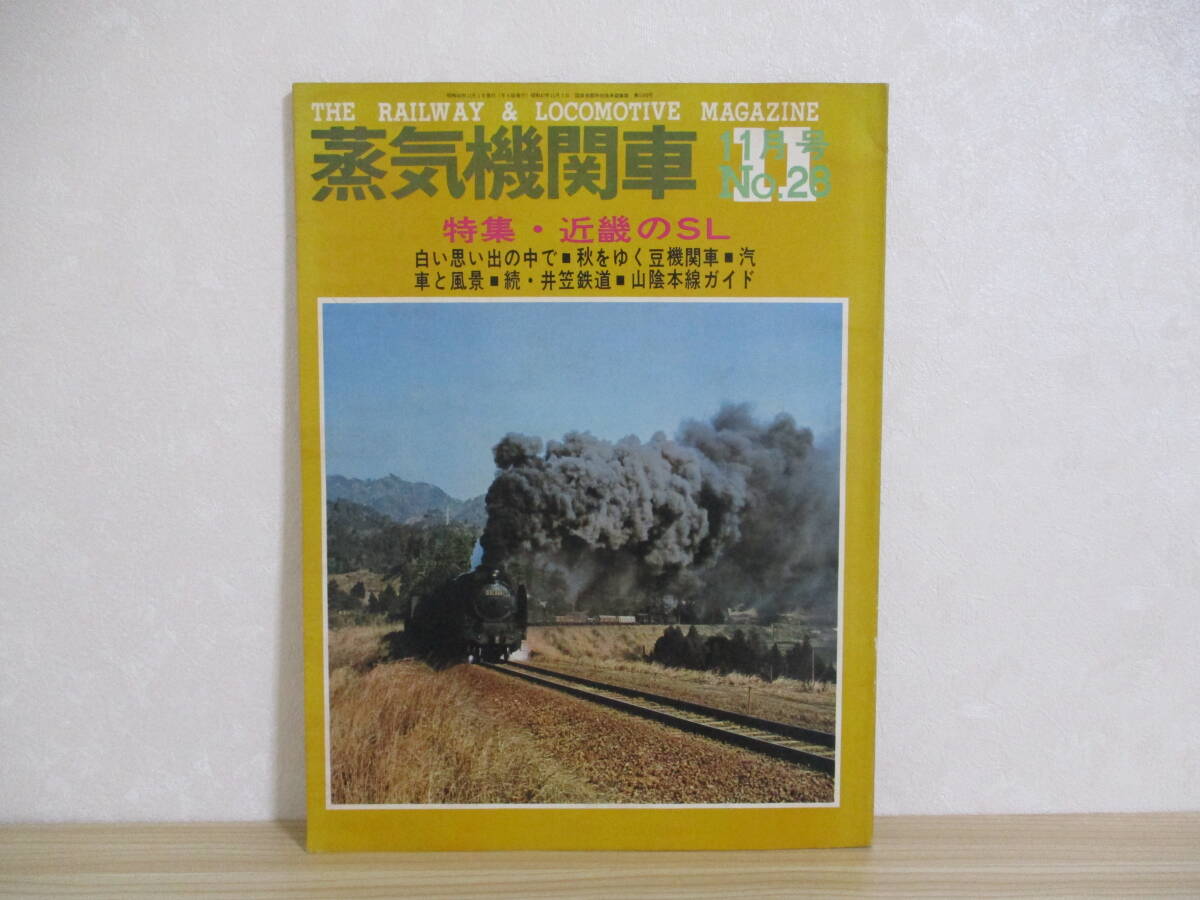 THE RAILWAY & LOCOMOTIVE MAGAZINE
蒸気機関車
11
11月号
No.28
特集・近畿のSL
白い思い出の中で■秋をゆく豆機関車■汽
車と風景■続・井笠鉄道■山陰本線ガイド